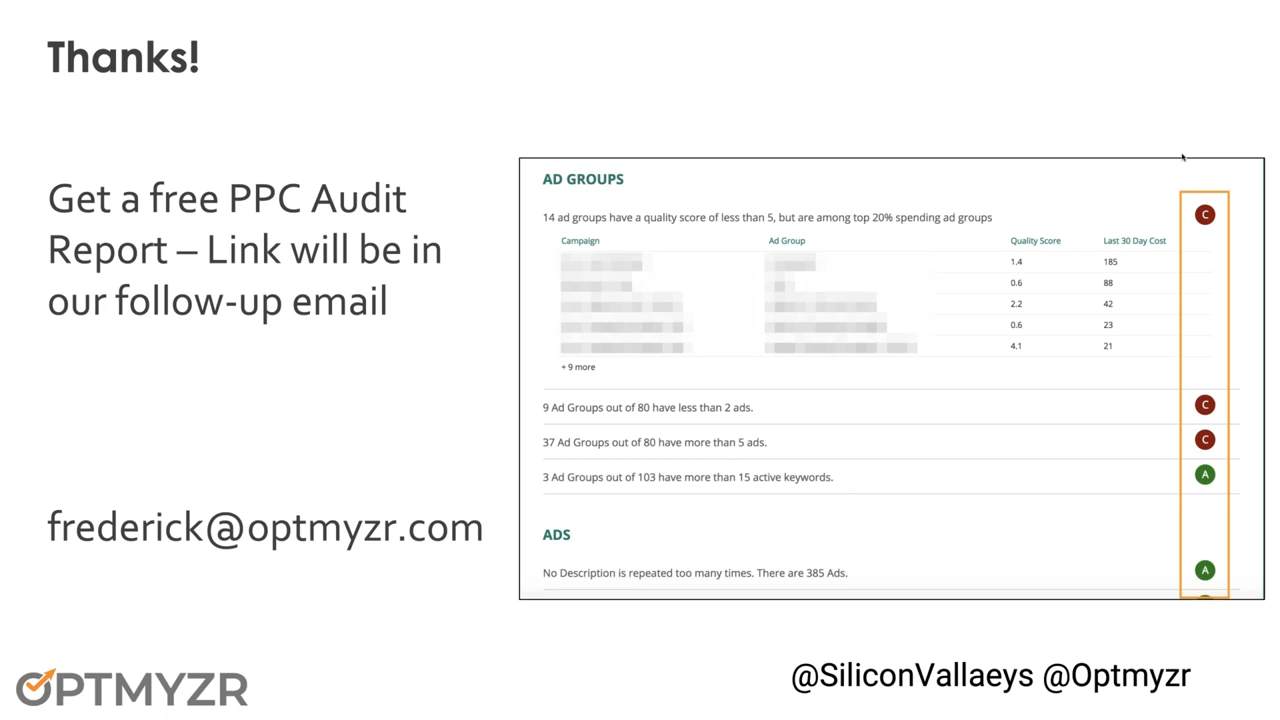 Thanks!
Get a free PPC Audit
Report – Link will be in
our follow-up email
frederick@optmyzr.com
AD GROUPS
14 ad groups have a quality score of less than 5, but are among top 20% spending ad groups
C
Campaign Ad Group Quality Score Last 30 Day Cost
1.4 185
0.6 88
2.2 42
0.6 23
4.1 21
+ 9 more
9 Ad Groups out of 80 have less than 2 ads. C
37 Ad Groups out of 80 have more than 5 ads. C
3 Ad Groups out of 103 have more than 15 active keywords. A
ADS
No Description is repeated too many times. There are 385 Ads. A
OPTMYZR
@SiliconVallaeys @Optmyzr